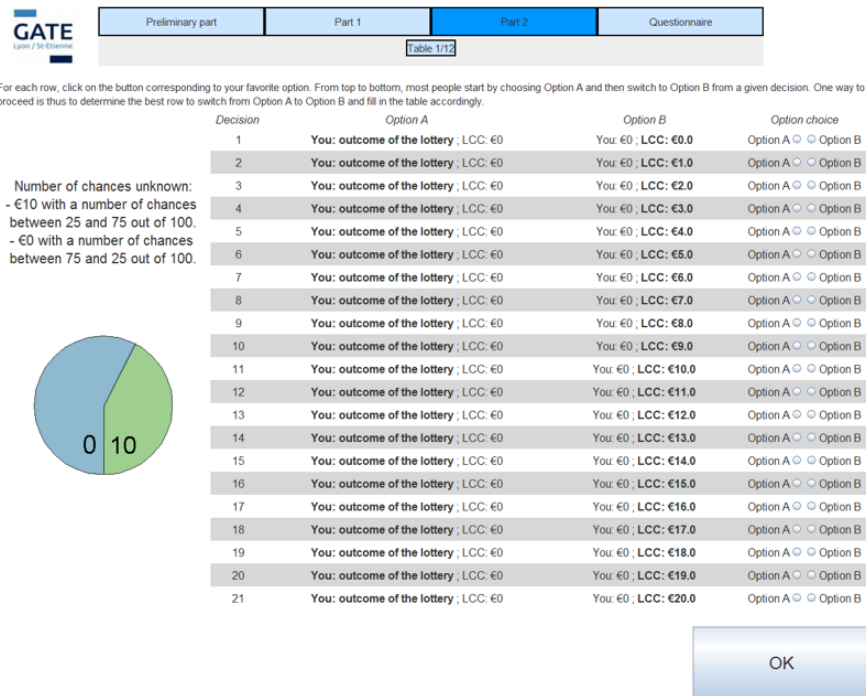 GATE
Lyon / St-Etienne
Preliminary part
Part 1
Part 2
Questionnaire
Table 1/12
For each row, click on the button corresponding to your favorite option. From top to bottom, most people start by choosing Option A and then switch to Option B from a given decision. One way to
proceed is thus to determine the best row to switch from Option A to Option B and fill in the table accordingly.
Decision Option A Option B Option choice
1 You: outcome of the lottery ; LCC: €0 You: €0 ; LCC: €0.0 Option A Option B
2 You: outcome of the lottery ; LCC: €0 You: €0 ; LCC: €1.0 Option A Option B
3 You: outcome of the lottery ; LCC: €0 You: €0 ; LCC: €2.0 Option A Option B
4 You: outcome of the lottery ; LCC: €0 You: €0 ; LCC: €3.0 Option A Option B
5 You: outcome of the lottery ; LCC: €0 You: €0 ; LCC: €4.0 Option A Option B
6 You: outcome of the lottery ; LCC: €0 You: €0 ; LCC: €5.0 Option A Option B
7 You: outcome of the lottery ; LCC: €0 You: €0 ; LCC: €6.0 Option A Option B
8 You: outcome of the lottery ; LCC: €0 You: €0 ; LCC: €7.0 Option A Option B
9 You: outcome of the lottery ; LCC: €0 You: €0 ; LCC: €8.0 Option A Option B
10 You: outcome of the lottery ; LCC: €0 You: €0 ; LCC: €9.0 Option A Option B
11 You: outcome of the lottery ; LCC: €0 You: €0 ; LCC: €10.0 Option A Option B
12 You: outcome of the lottery ; LCC: €0 You: €0 ; LCC: €11.0 Option A Option B
13 You: outcome of the lottery ; LCC: €0 You: €0 ; LCC: €12.0 Option A Option B
14 You: outcome of the lottery ; LCC: €0 You: €0 ; LCC: €13.0 Option A Option B
15 You: outcome of the lottery ; LCC: €0 You: €0 ; LCC: €14.0 Option A Option B
16 You: outcome of the lottery ; LCC: €0 You: €0 ; LCC: €15.0 Option A Option B
17 You: outcome of the lottery ; LCC: €0 You: €0 ; LCC: €16.0 Option A Option B
18 You: outcome of the lottery ; LCC: €0 You: €0 ; LCC: €17.0 Option A Option B
19 You: outcome of the lottery ; LCC: €0 You: €0 ; LCC: €18.0 Option A Option B
20 You: outcome of the lottery ; LCC: €0 You: €0 ; LCC: €19.0 Option A Option B
21 You: outcome of the lottery ; LCC: €0 You: €0 ; LCC: €20.0 Option A Option B
Number of chances unknown:
- €10 with a number of chances
between 25 and 75 out of 100.
- €0 with a number of chances
between 75 and 25 out of 100.
0 10
OK